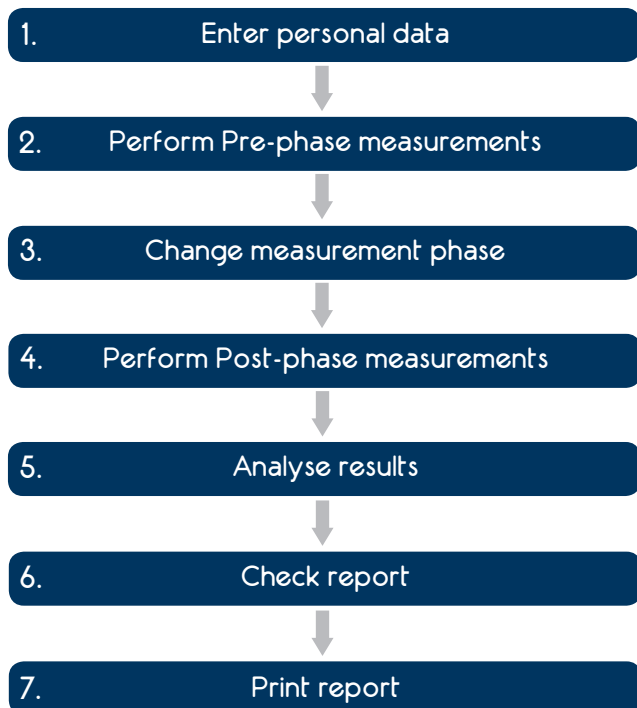 1. Enter personal data
2. Perform Pre-phase measurements
3. Change measurement phase
4. Perform Post-phase measurements
5. Analyse results
6. Check report
7. Print report